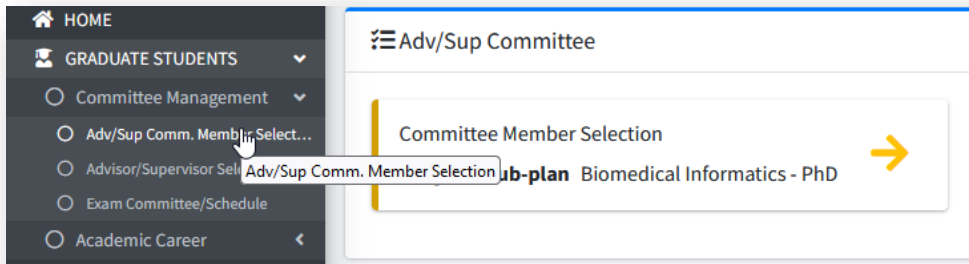 HOME
GRADUATE STUDENTS
Committee Management
Adv/Sup Comm. Member Select...
Advisor/Supervisor Sel
Adv/Sup Comm. Member Selection
Exam Committee/Schedule
Academic Career
Adv/Sup Committee
Committee Member Selection
ub-plan Biomedical Informatics - PhD